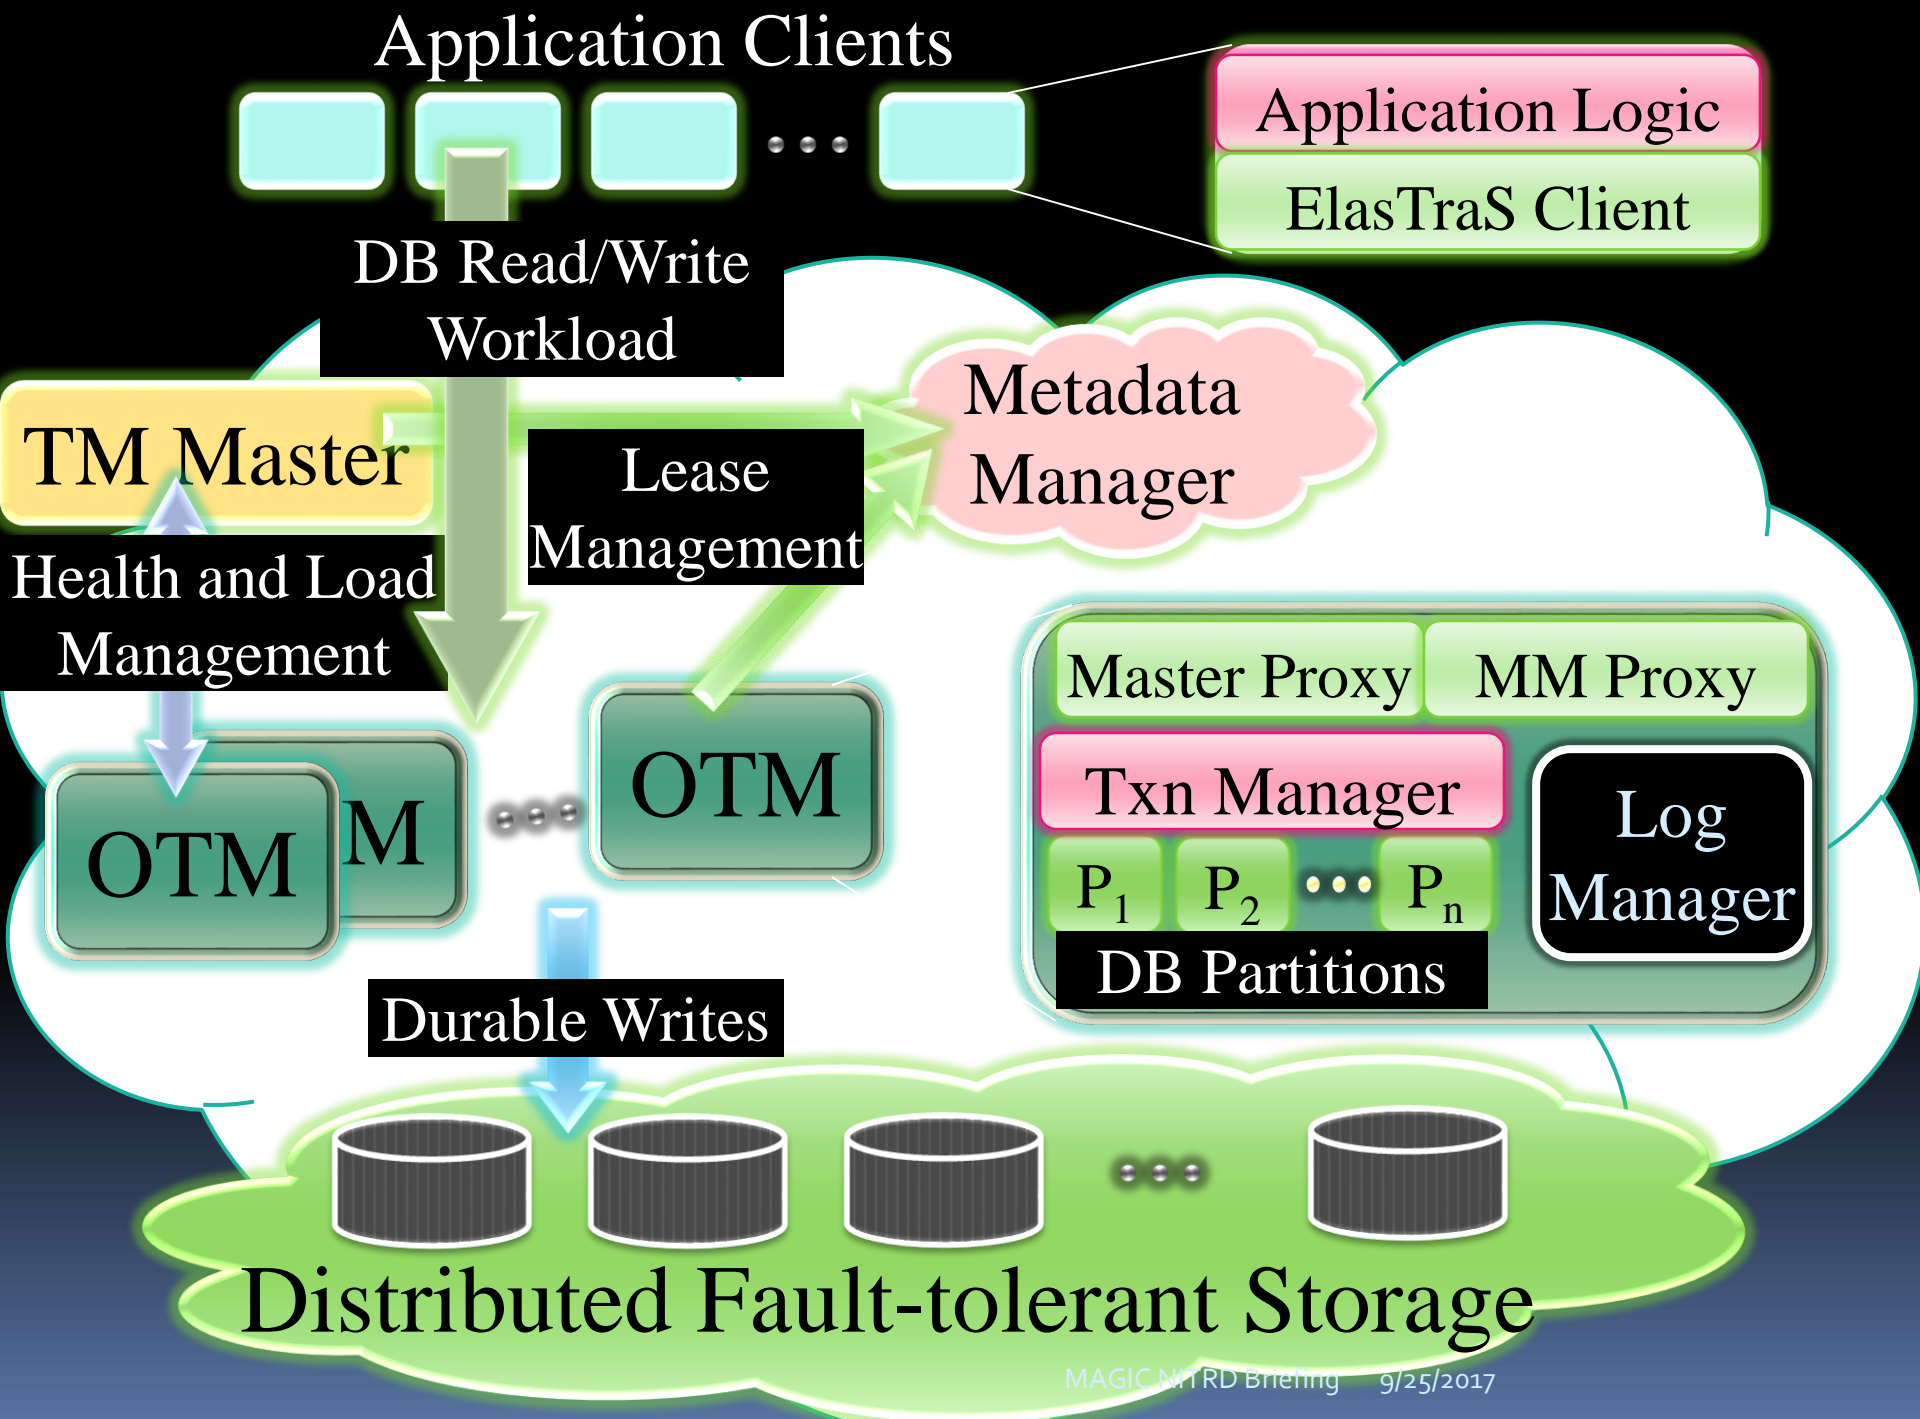 Application Clients
Application Logic
ElasTraS Client
DB Read/Write
Workload
Metadata
Manager
TM Master
Lease
Management
Health and Load
Management
Master Proxy
MM Proxy
OTM
Txn Manager
Log
Manager
OTM
M
P1
P2
Pn
DB Partitions
Durable Writes
Distributed Fault-tolerant Storage
MAGIC NITRD Briefing 9/25/2017